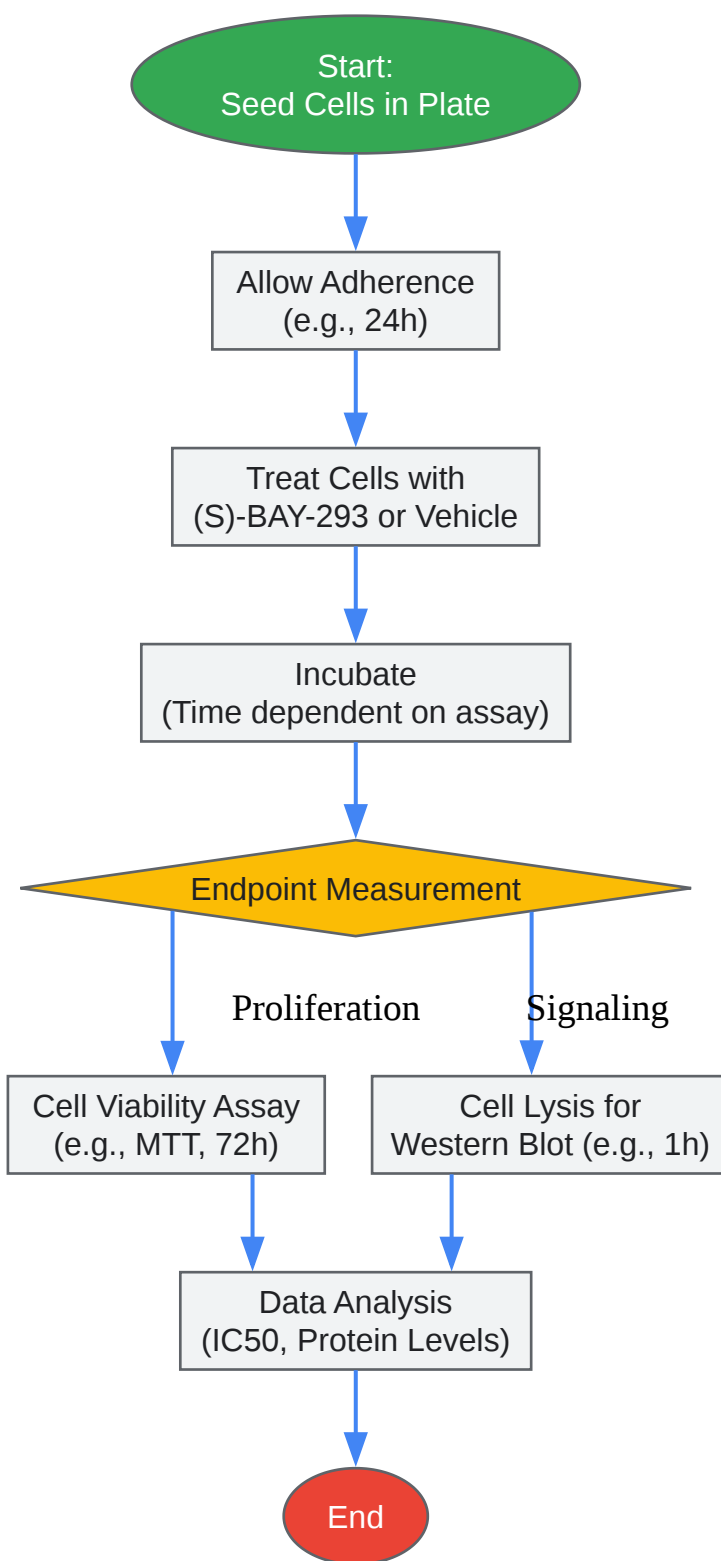 Start:
Seed Cells in Plate
Allow Adherence
(e.g., 24h)
Treat Cells with
(S)-BAY-293 or Vehicle
Incubate
(Time dependent on assay)
Endpoint Measurement
Proliferation
Signaling
Cell Viability Assay
(e.g., MTT, 72h)
Cell Lysis for
Western Blot (e.g., 1h)
Data Analysis
(IC50, Protein Levels)
End